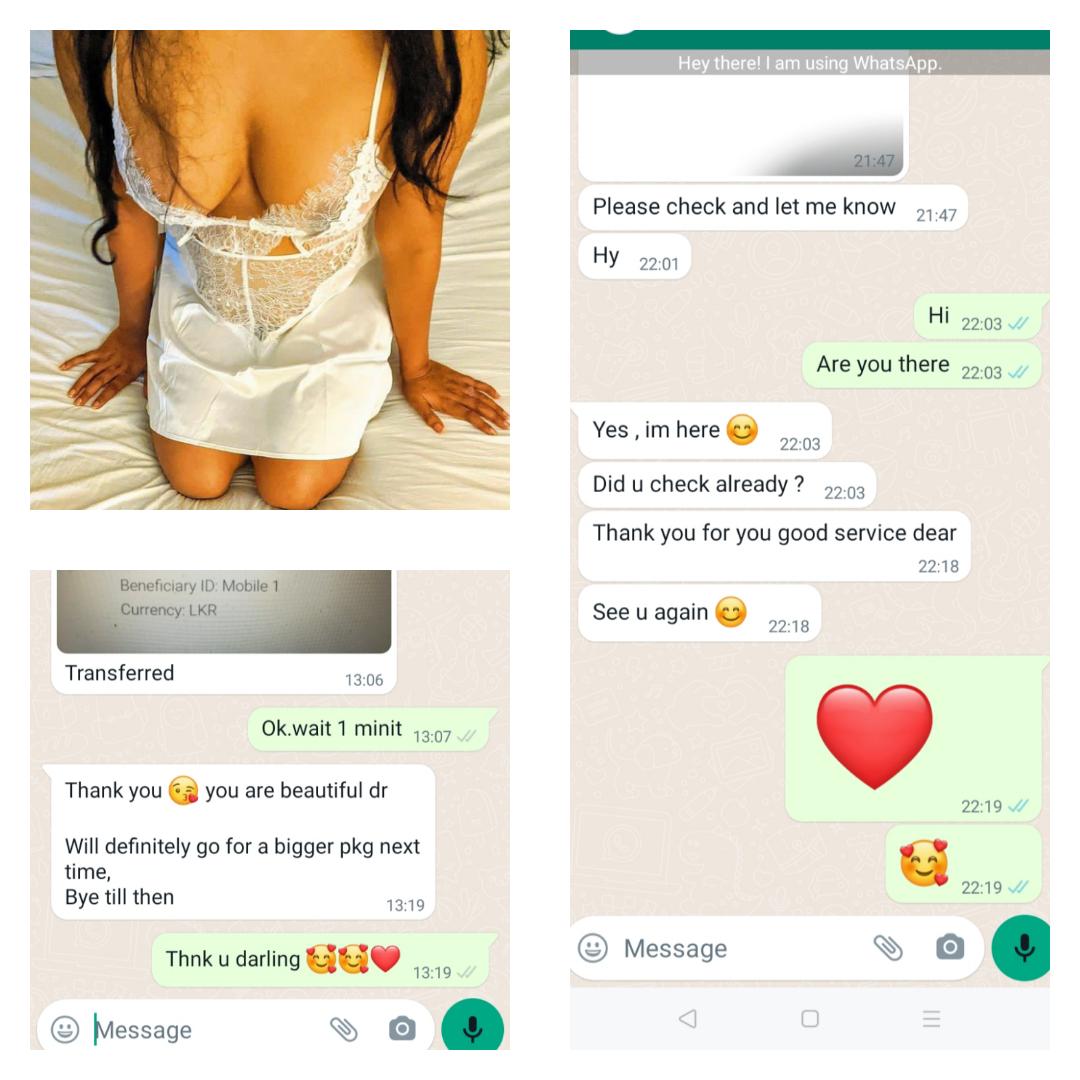 Beneficiary ID: Mobile 1
Currency: LKR
Transferred
13:06
Ok.wait 1 minit 13:07
Thank you 😘 you are beautiful dr
Will definitely go for a bigger pkg next
time,
Bye till then
13:19
Thnk u darling 🥰🥰❤️ 13:19
Message
Hey there! I am using WhatsApp.
21:47
Please check and let me know 21:47
Hy 22:01
Hi 22:03
Are you there 22:03
Yes , im here 😊 22:03
Did u check already ? 22:03
Thank you for you good service dear
22:18
See u again 😊 22:18
❤️
22:19
🥰 22:19
Message